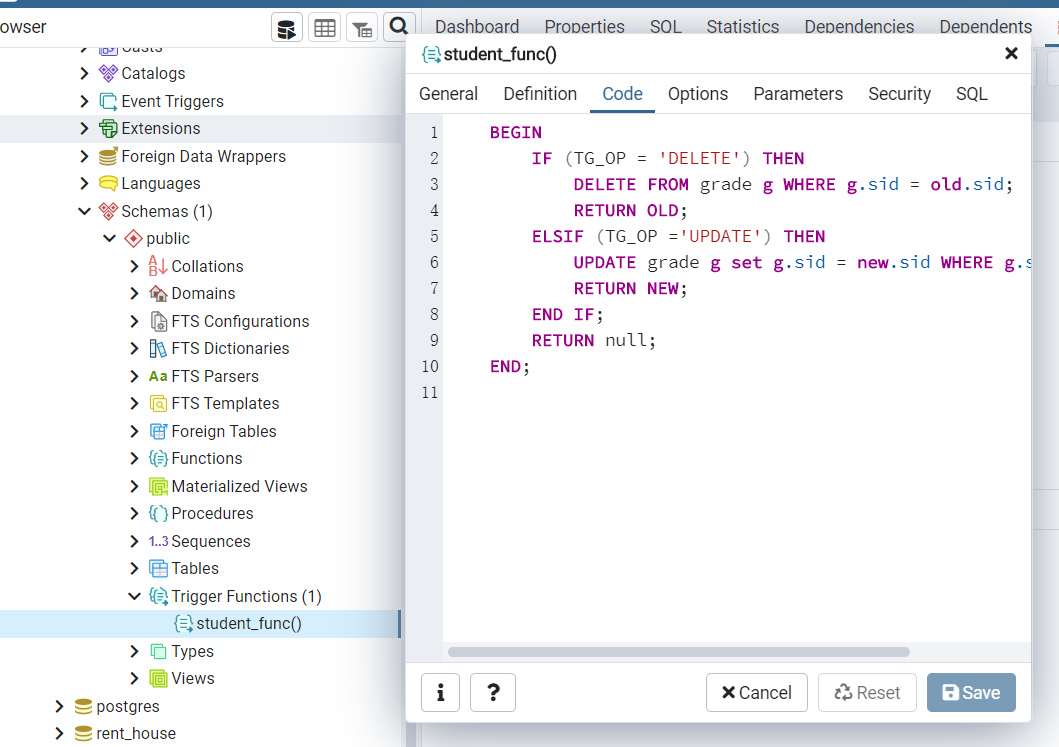 owser
Dashboard Properties SQL Statistics Dependencies Dependents
Casts
Catalogs
Event Triggers
Extensions
Foreign Data Wrappers
Languages
Schemas (1)
public
Collations
Domains
FTS Configurations
FTS Dictionaries
Aa FTS Parsers
FTS Templates
Foreign Tables
Functions
Materialized Views
Procedures
1..3 Sequences
Tables
Trigger Functions (1)
student_func()
Types
Views
postgres
rent_house
student_func()
General Definition Code Options Parameters Security SQL
1 BEGIN
2 IF (TG_OP = 'DELETE') THEN
3 DELETE FROM grade g WHERE g.sid = old.sid;
4 RETURN OLD;
5 ELSIF (TG_OP ='UPDATE') THEN
6 UPDATE grade g set g.sid = new.sid WHERE g.s
7 RETURN NEW;
8 END IF;
9 RETURN null;
10 END;
11
i ? Cancel Reset Save